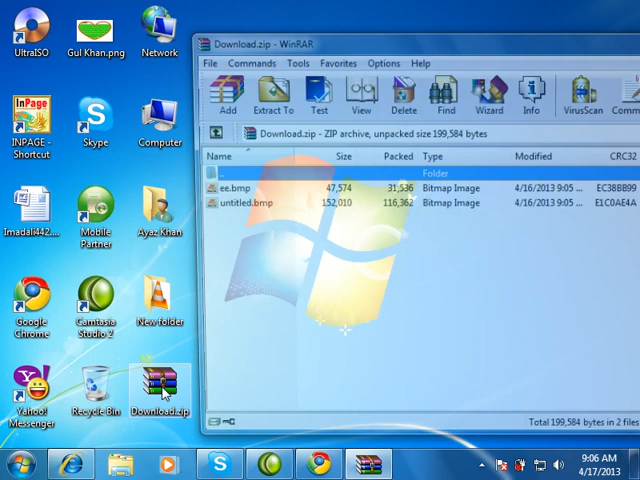 UltraISO
Gul Khan.png
Network
InPage
INPAGE - Shortcut
Skype
Computer
Imadali442....
Mobile Partner
Ayaz Khan
Google Chrome
Camtasia Studio 2
New folder
Yahoo! Messenger
Recycle Bin
Download.zip
Download.zip - WinRAR
File Commands Tools Favorites Options Help
Add Extract To Test View Delete Find Wizard Info VirusScan Comm
Download.zip - ZIP archive, unpacked size 199,584 bytes
Name Size Packed Type Modified CRC32
.. Folder
ee.bmp 47,574 31,536 Bitmap Image 4/16/2013 9:05 ... EC38BB99
untitled.bmp 152,010 116,362 Bitmap Image 4/16/2013 9:05 ... E1C0AE4A
Total 199,584 bytes in 2 files
9:06 AM
4/17/2013